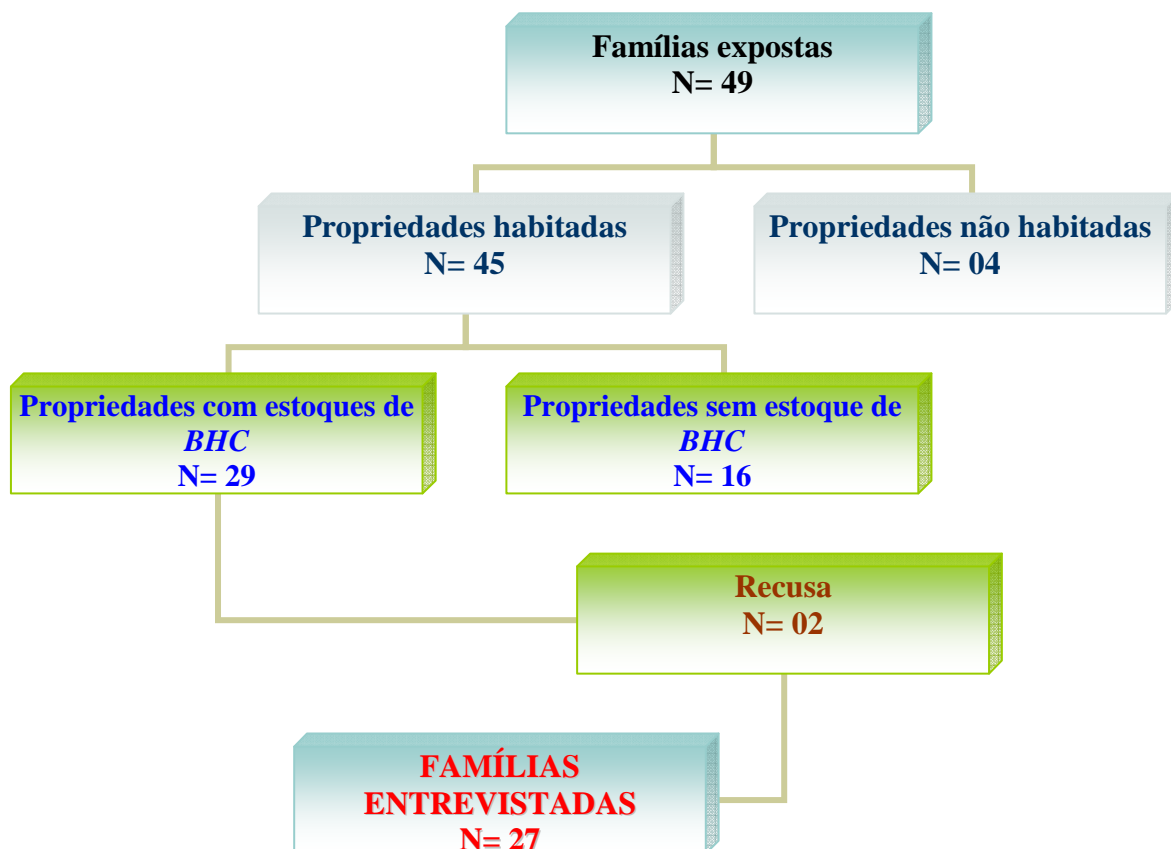 Famílias expostas
N= 49
Propriedades habitadas
N= 45
Propriedades não habitadas
N= 04
Propriedades com estoques de
BHC
N= 29
Propriedades sem estoque de
BHC
N= 16
Recusa
N= 02
FAMÍLIAS
ENTREVISTADAS
N= 27